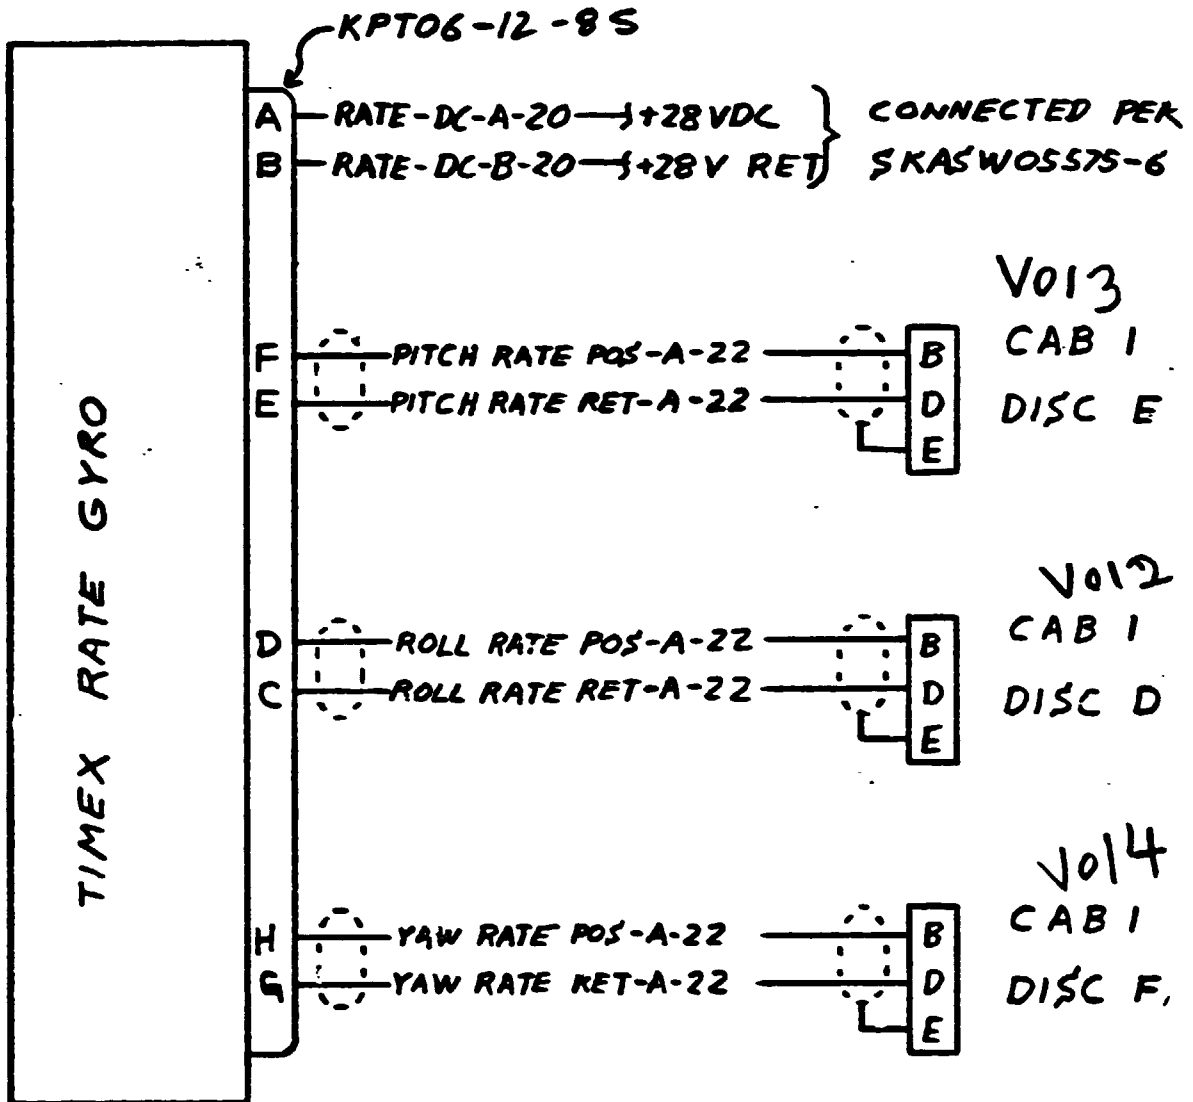 KPT06-12-8S
A RATE-DC-A-20 +28VDC CONNECTED PER
B RATE-DC-B-20 +28V RET SKASW05575-6
TIMEX RATE GYRO
V013
F PITCH RATE POS-A-22 B CAB 1
E PITCH RATE RET-A-22 D DISC E
E
V012
D ROLL RATE POS-A-22 B CAB 1
C ROLL RATE RET-A-22 D DISC D
E
V014
H YAW RATE POS-A-22 B CAB 1
G YAW RATE RET-A-22 D DISC F.
E